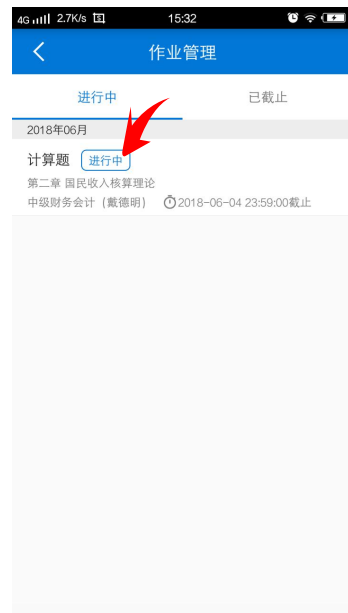 4G 2.7K/s 15:32
作业管理
进行中 已截止
2018年06月
计算题 进行中
第二章 国民收入核算理论
中级财务会计（戴德明） 2018-06-04 23:59:00截止